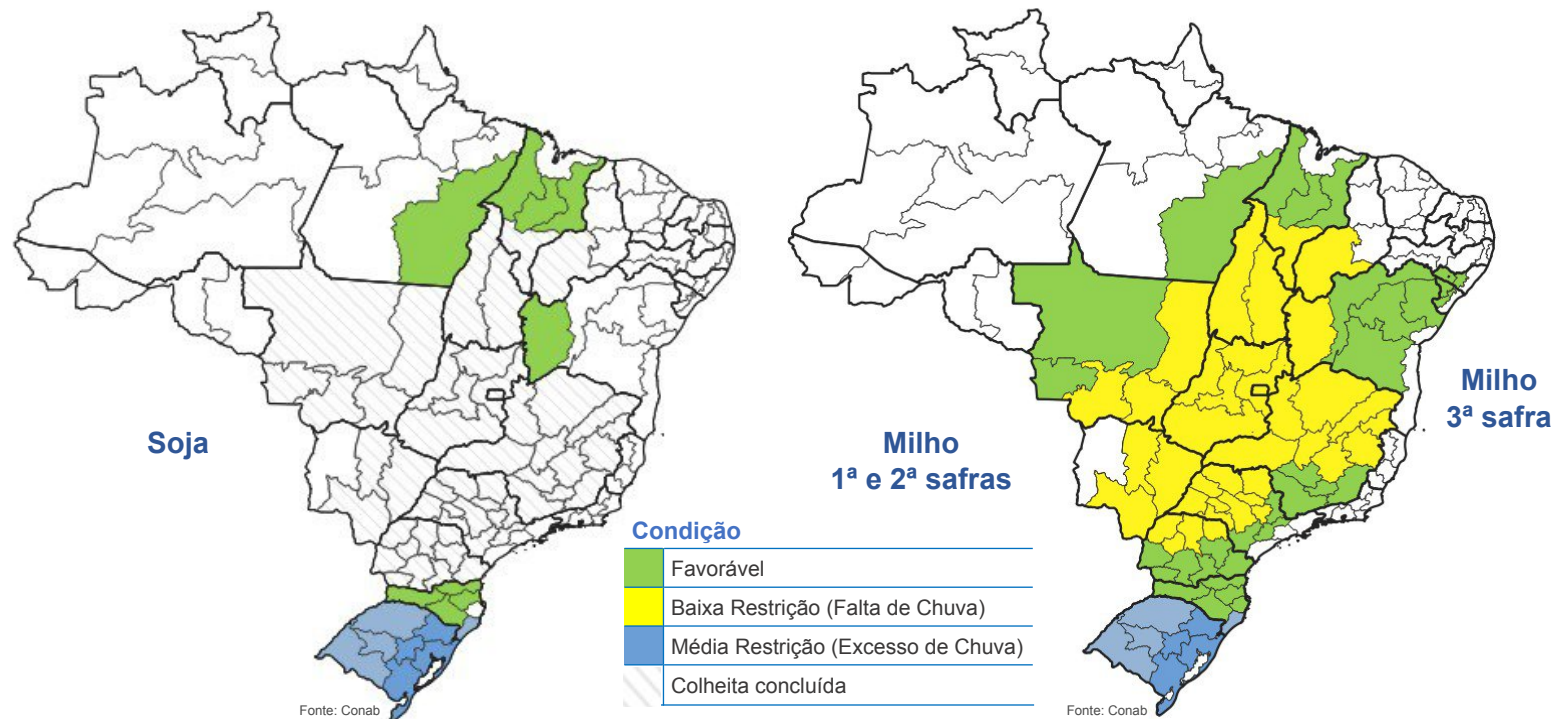 Soja
Milho
1ª e 2ª safras
Milho
3ª safra
Condição
Favorável
Baixa Restrição (Falta de Chuva)
Média Restrição (Excesso de Chuva)
Colheita concluída
Fonte: Conab
Fonte: Conab